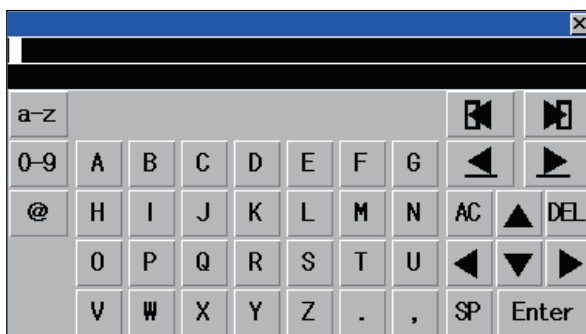 a-z
0-9 A B C D E F G
@ H I J K L M N AC DEL
O P Q R S T U
V W X Y Z . , SP Enter